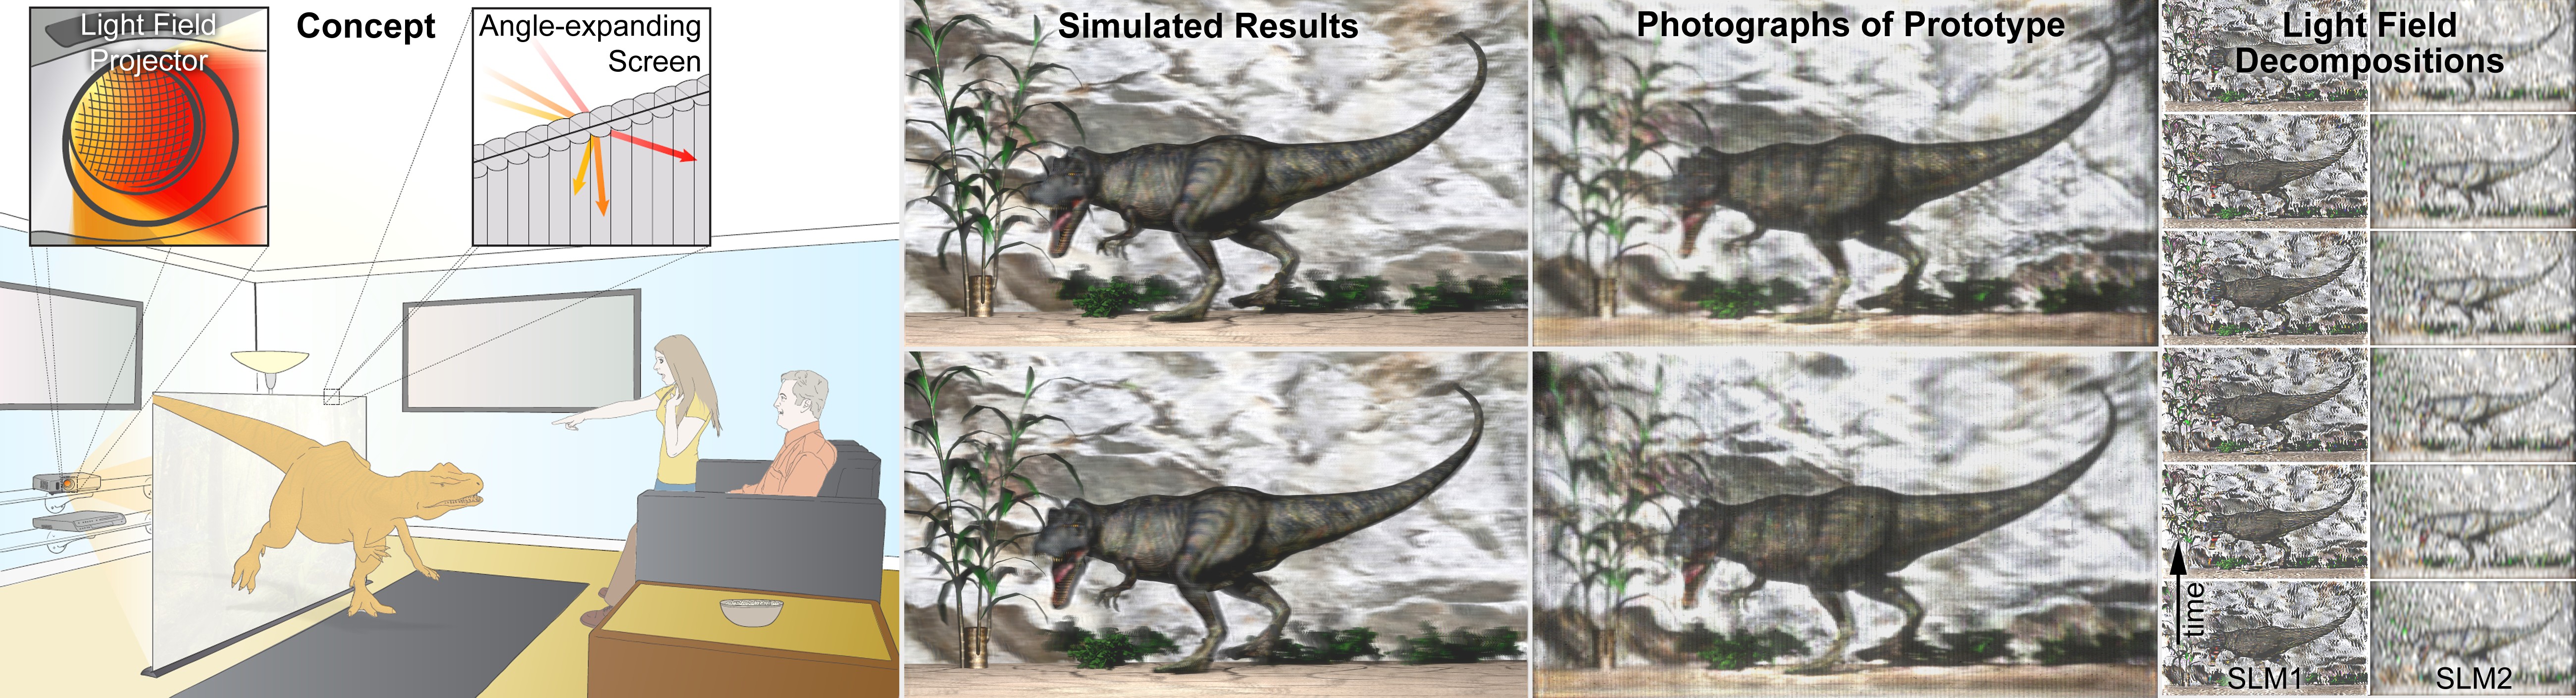 Light Field
Projector
Concept
Angle-expanding
Screen
Simulated Results
Photographs of Prototype
Light Field
Decompositions
time
SLM1
SLM2